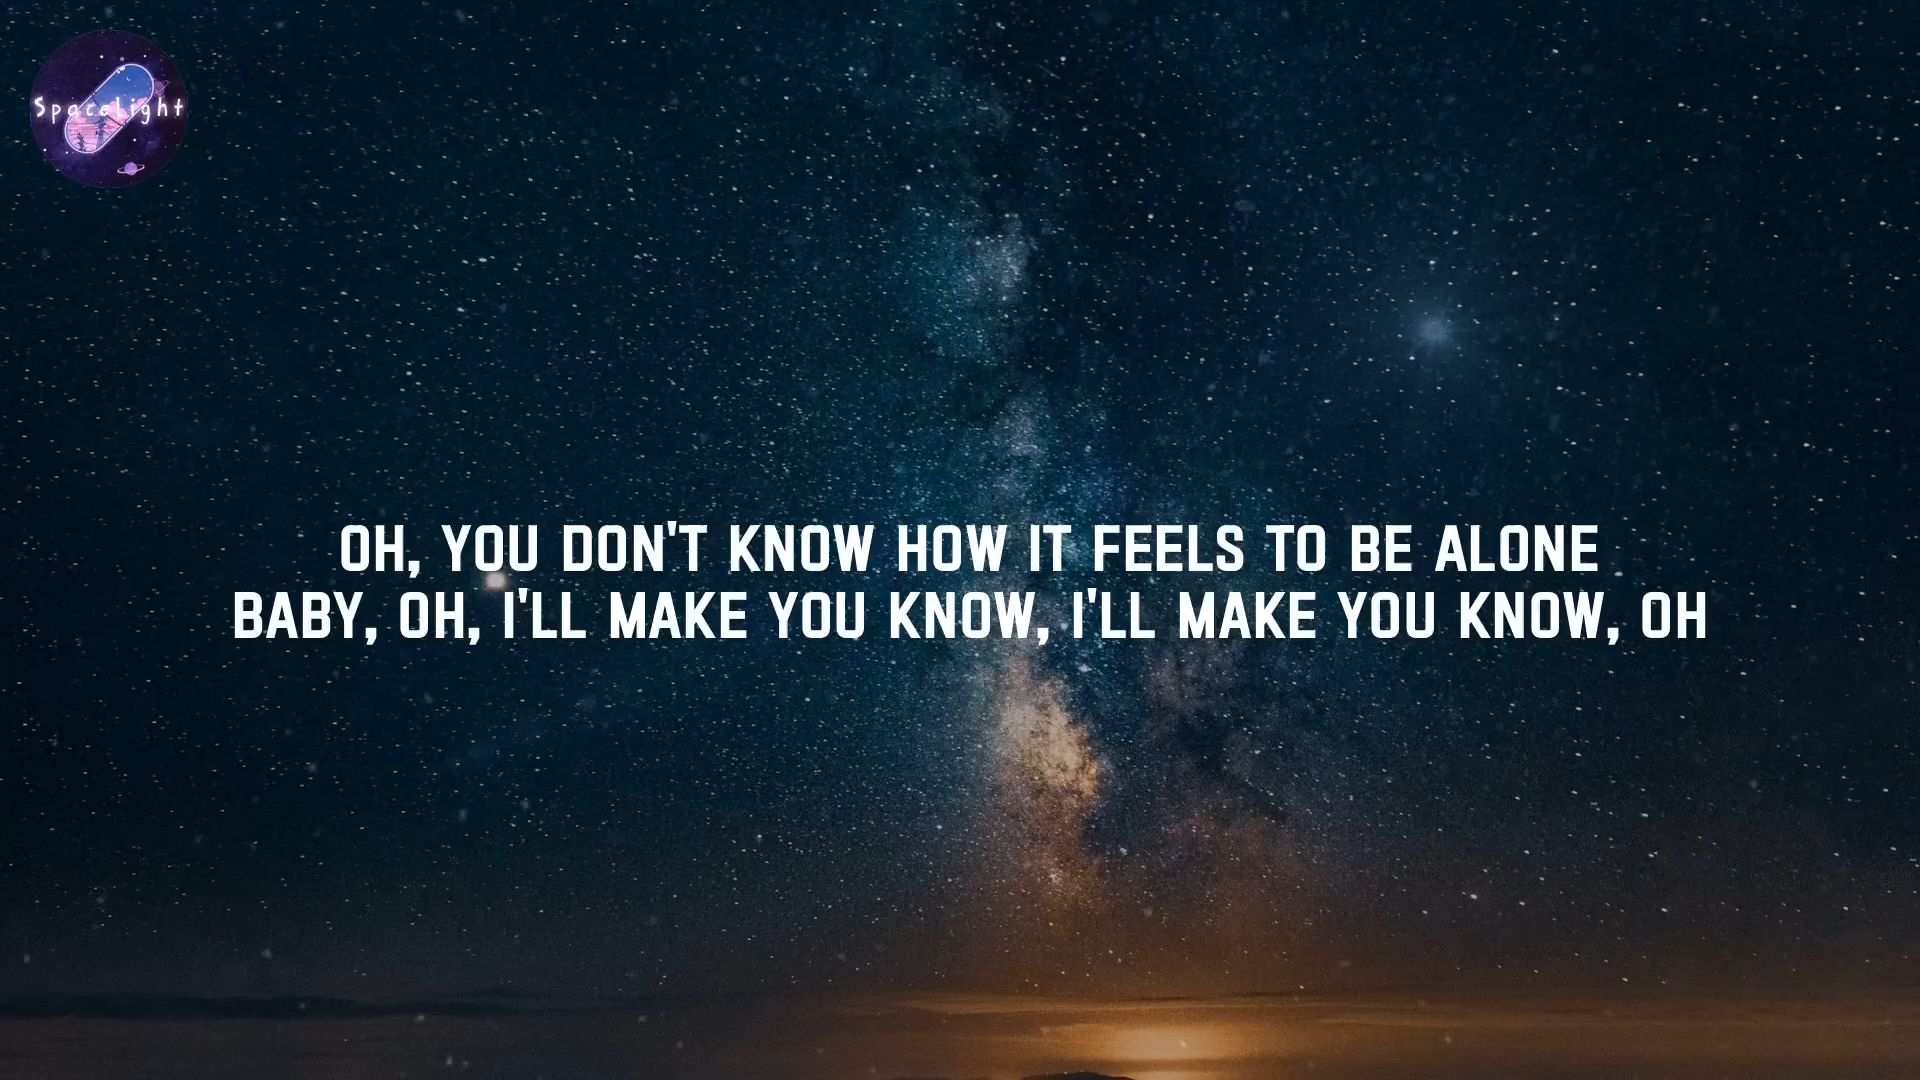 SpaceLight
OH, YOU DON'T KNOW HOW IT FEELS TO BE ALONE
BABY, OH, I'LL MAKE YOU KNOW, I'LL MAKE YOU KNOW, OH